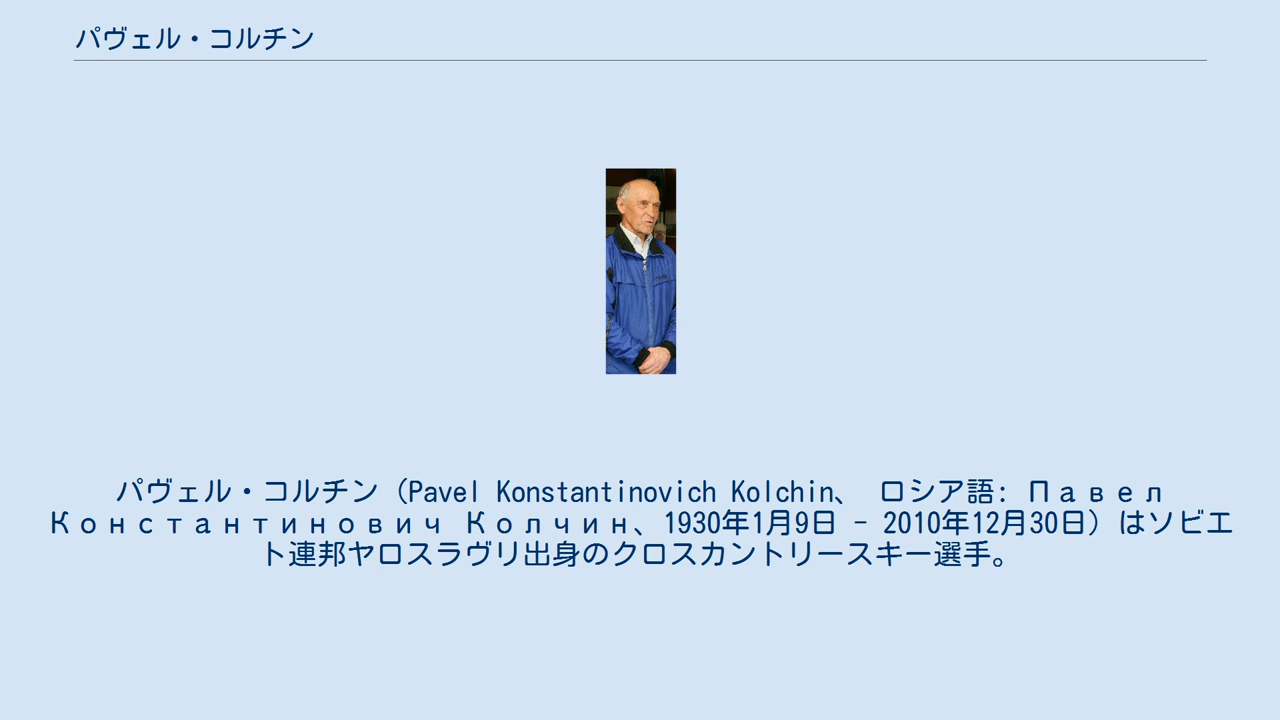 パヴェル・コルチン
パヴェル・コルチン（Pavel Konstantinovich Kolchin、 ロシア語: Павел
Константинович Колчин、1930年1月9日 - 2010年12月30日）はソビエ
ト連邦ヤロスラヴリ出身のクロスカントリースキー選手。